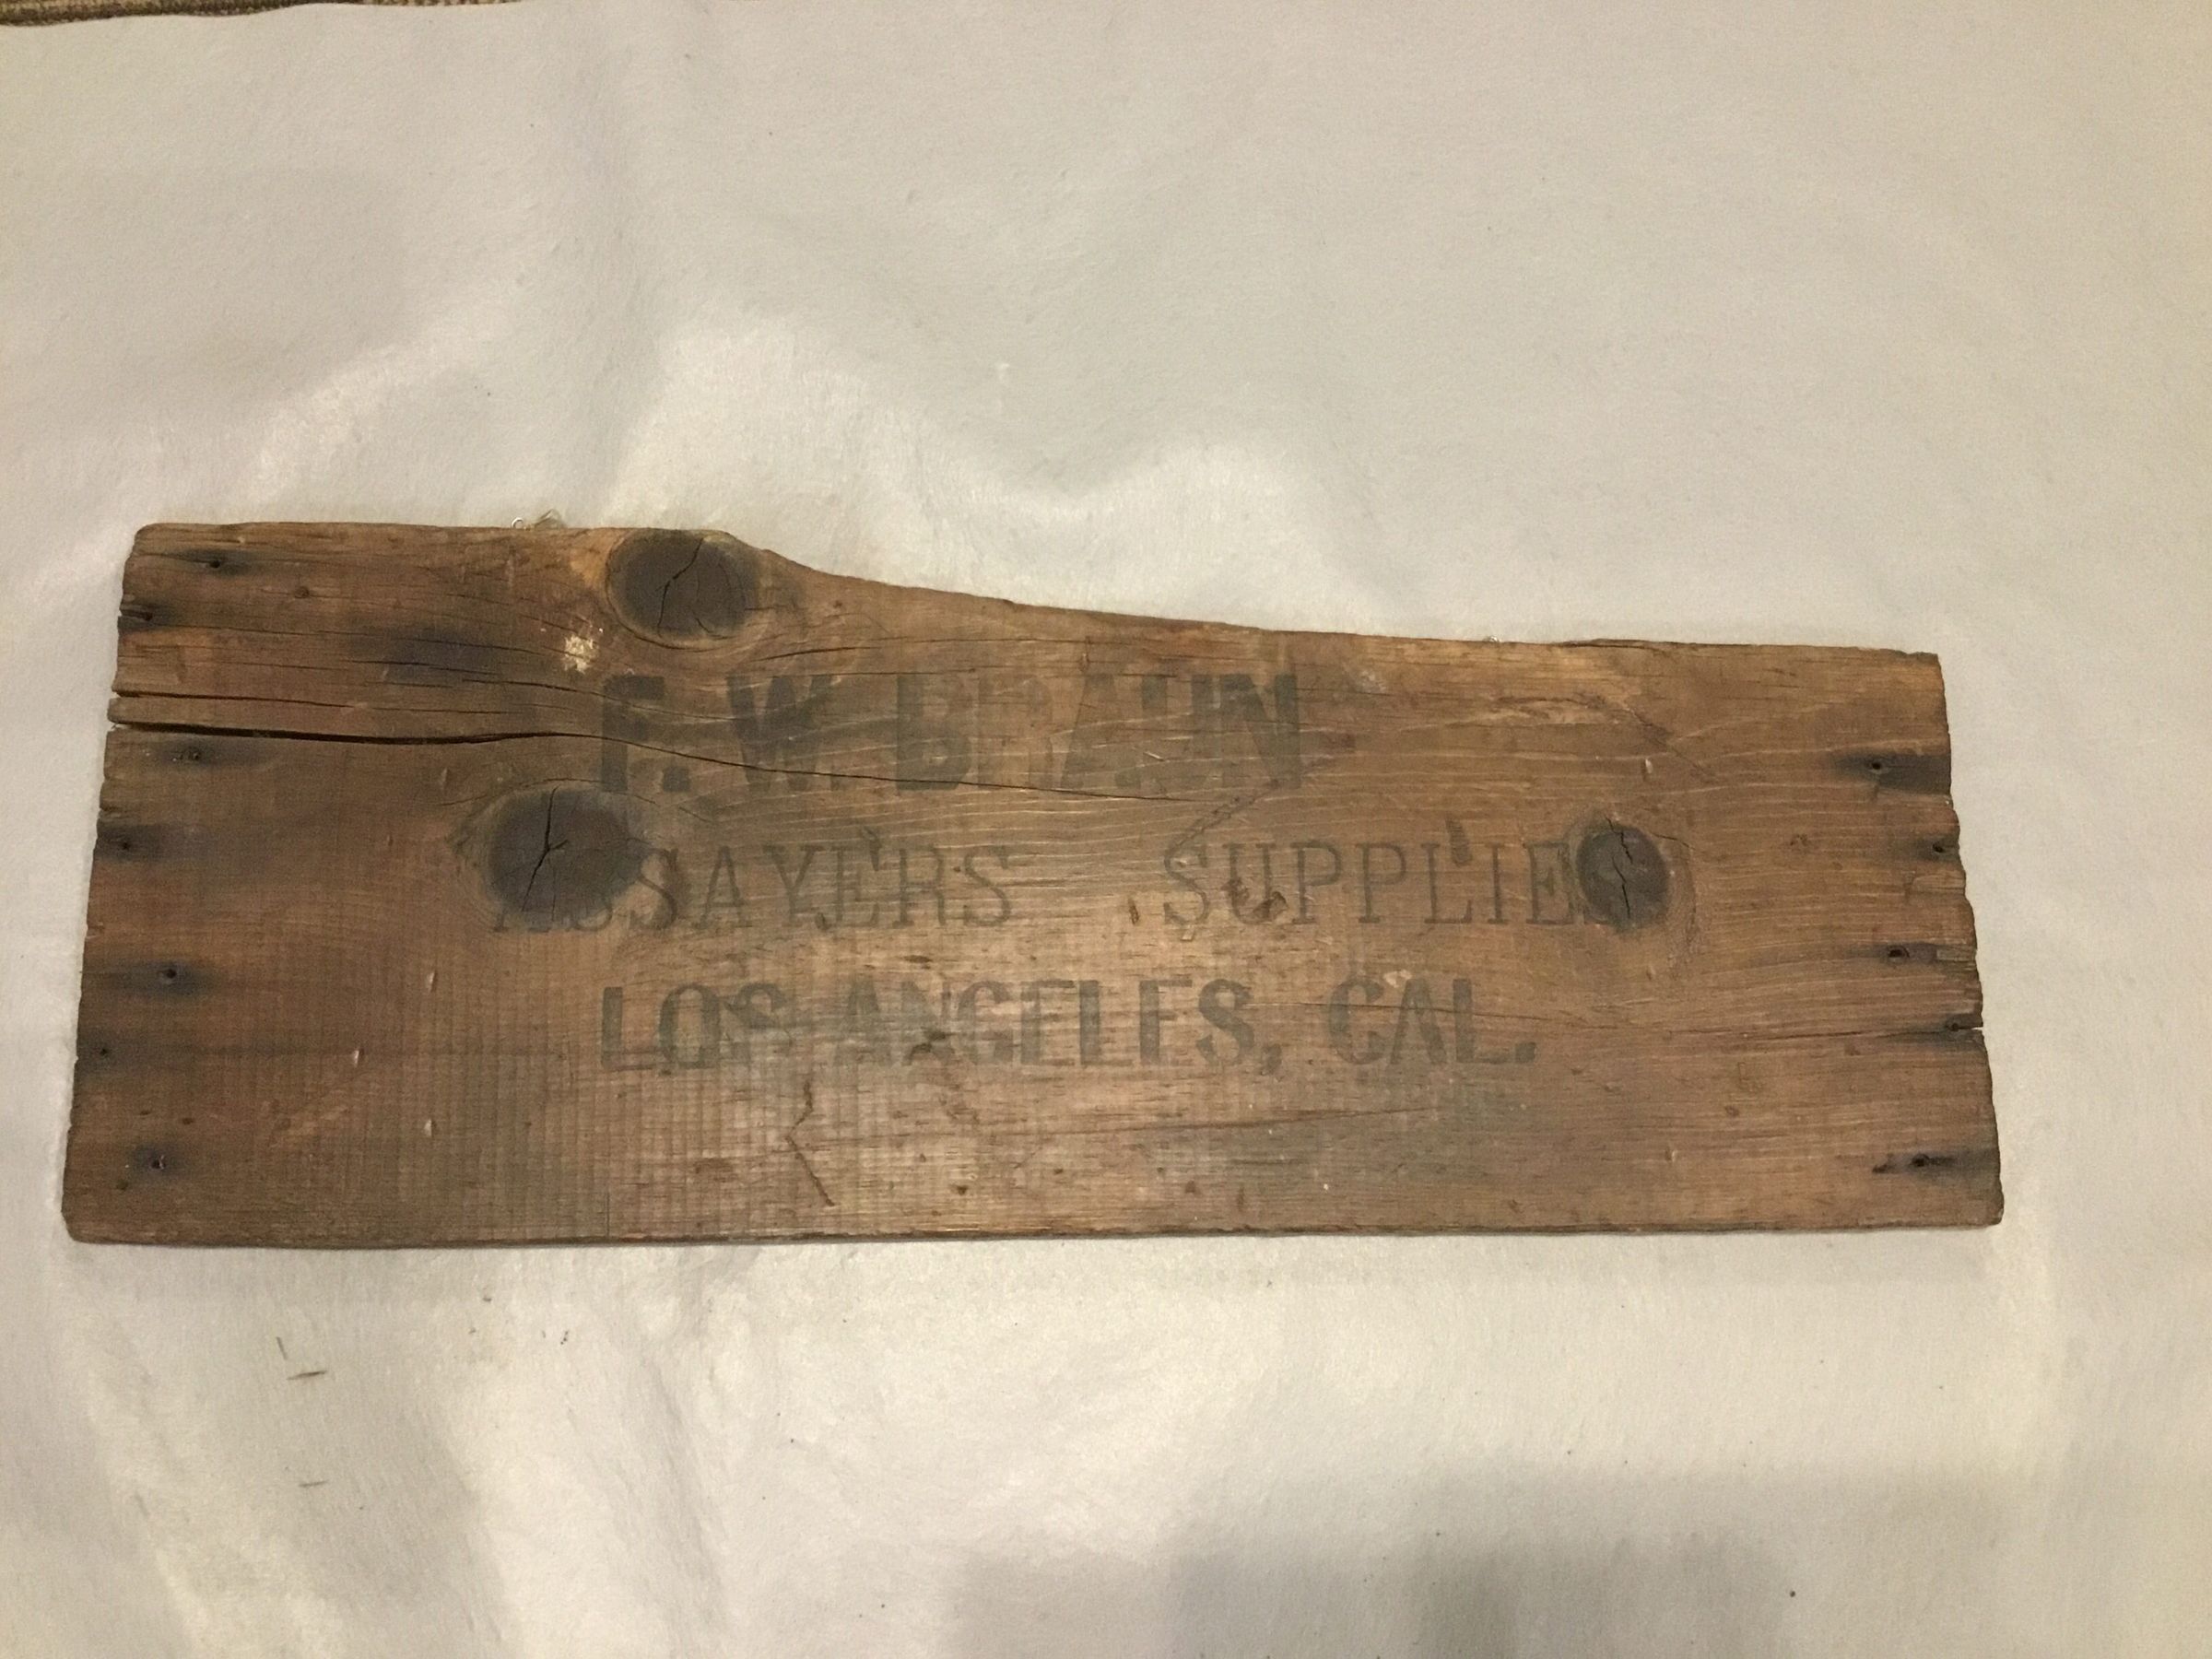 F. W. BRAUN
ASSAYERS SUPPLIES
LOS ANGELES, CAL.